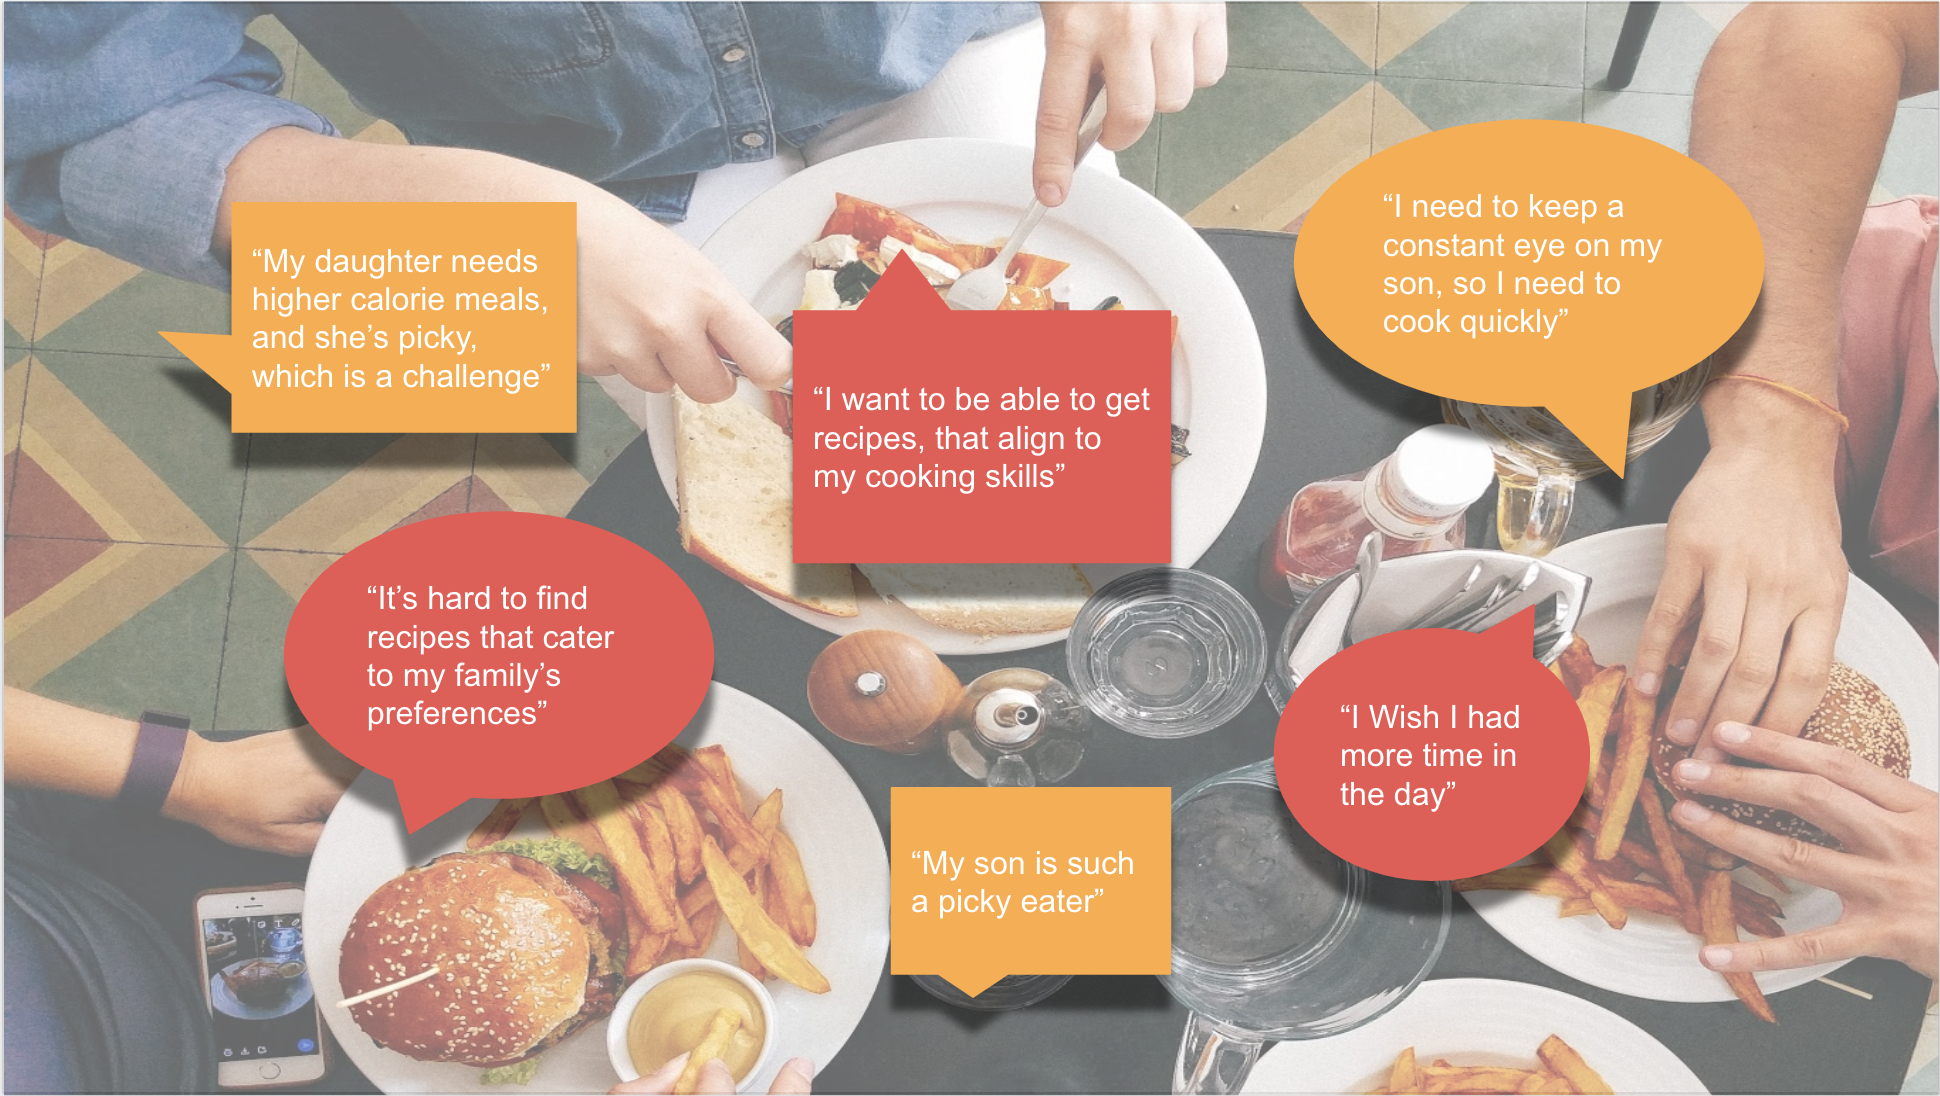 “My daughter needs
higher calorie meals,
and she’s picky,
which is a challenge”
“I want to be able to get
recipes, that align to
my cooking skills”
“I need to keep a
constant eye on my
son, so I need to
cook quickly”
“It’s hard to find
recipes that cater
to my family’s
preferences”
“My son is such
a picky eater”
“I Wish I had
more time in
the day”